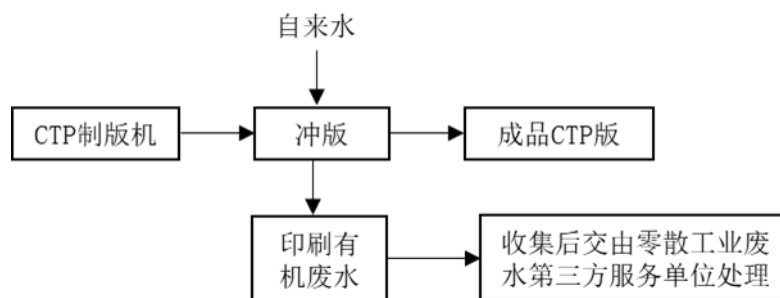 自来水
CTP制版机
冲版
成品CTP版
印刷有
机废水
收集后交由零散工业废
水第三方服务单位处理